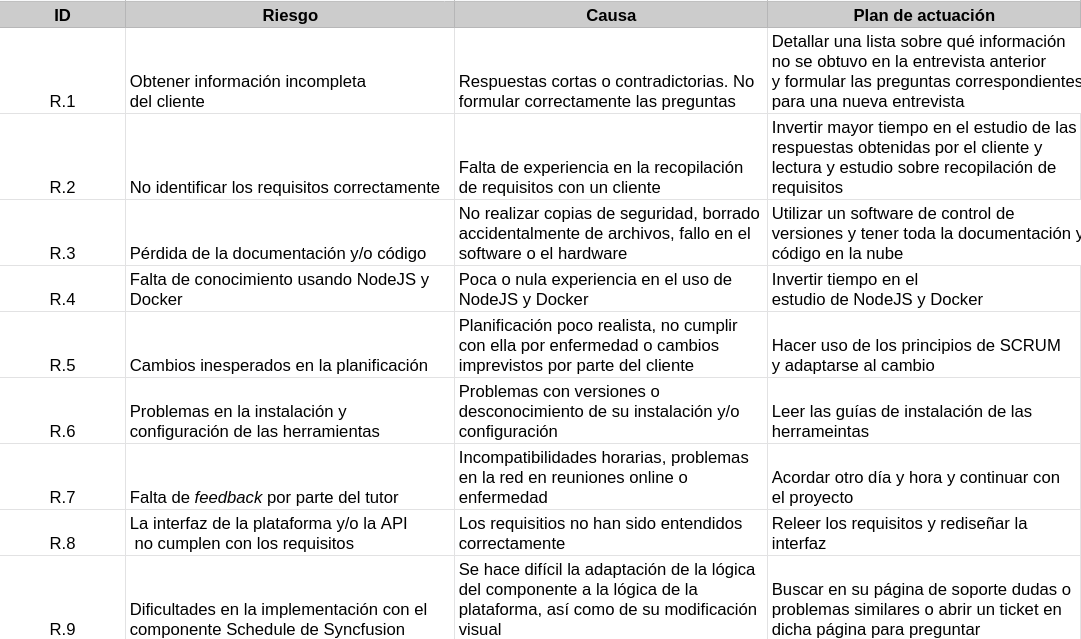 ID Riesgo Causa Plan de actuación
R.1
Obtener información incompleta
del cliente
Respuestas cortas o contradictorias. No
formular correctamente las preguntas
Detallar una lista sobre qué información
no se obtuvo en la entrevista anterior
y formular las preguntas correspondientes
para una nueva entrevista
R.2
No identificar los requisitos correctamente
Falta de experiencia en la recopilación
de requisitos con un cliente
Invertir mayor tiempo en el estudio de las
respuestas obtenidas por el cliente y
lectura y estudio sobre recopilación de
requisitos
R.3
Pérdida de la documentación y/o código
No realizar copias de seguridad, borrado
accidentalmente de archivos, fallo en el
software o el hardware
Utilizar un software de control de
versiones y tener toda la documentación y
código en la nube
R.4
Falta de conocimiento usando NodeJS y
Docker
Poca o nula experiencia en el uso de
NodeJS y Docker
Invertir tiempo en el
estudio de NodeJS y Docker
R.5
Cambios inesperados en la planificación
Planificación poco realista, no cumplir
con ella por enfermedad o cambios
imprevistos por parte del cliente
Hacer uso de los principios de SCRUM
y adaptarse al cambio
R.6
Problemas en la instalación y
configuración de las herramientas
Problemas con versiones o
desconocimiento de su instalación y/o
configuración
Leer las guías de instalación de las
herrameintas
R.7
Falta de feedback por parte del tutor
Incompatibilidades horarias, problemas
en la red en reuniones online o
enfermedad
Acordar otro día y hora y continuar con
el proyecto
R.8
La interfaz de la plataforma y/o la API
no cumplen con los requisitos
Los requisitios no han sido entendidos
correctamente
Releer los requisitos y rediseñar la
interfaz
R.9
Dificultades en la implementación con el
componente Schedule de Syncfusion
Se hace difícil la adaptación de la lógica
del componente a la lógica de la
plataforma, así como de su modificación
visual
Buscar en su página de soporte dudas o
problemas similares o abrir un ticket en
dicha página para preguntar